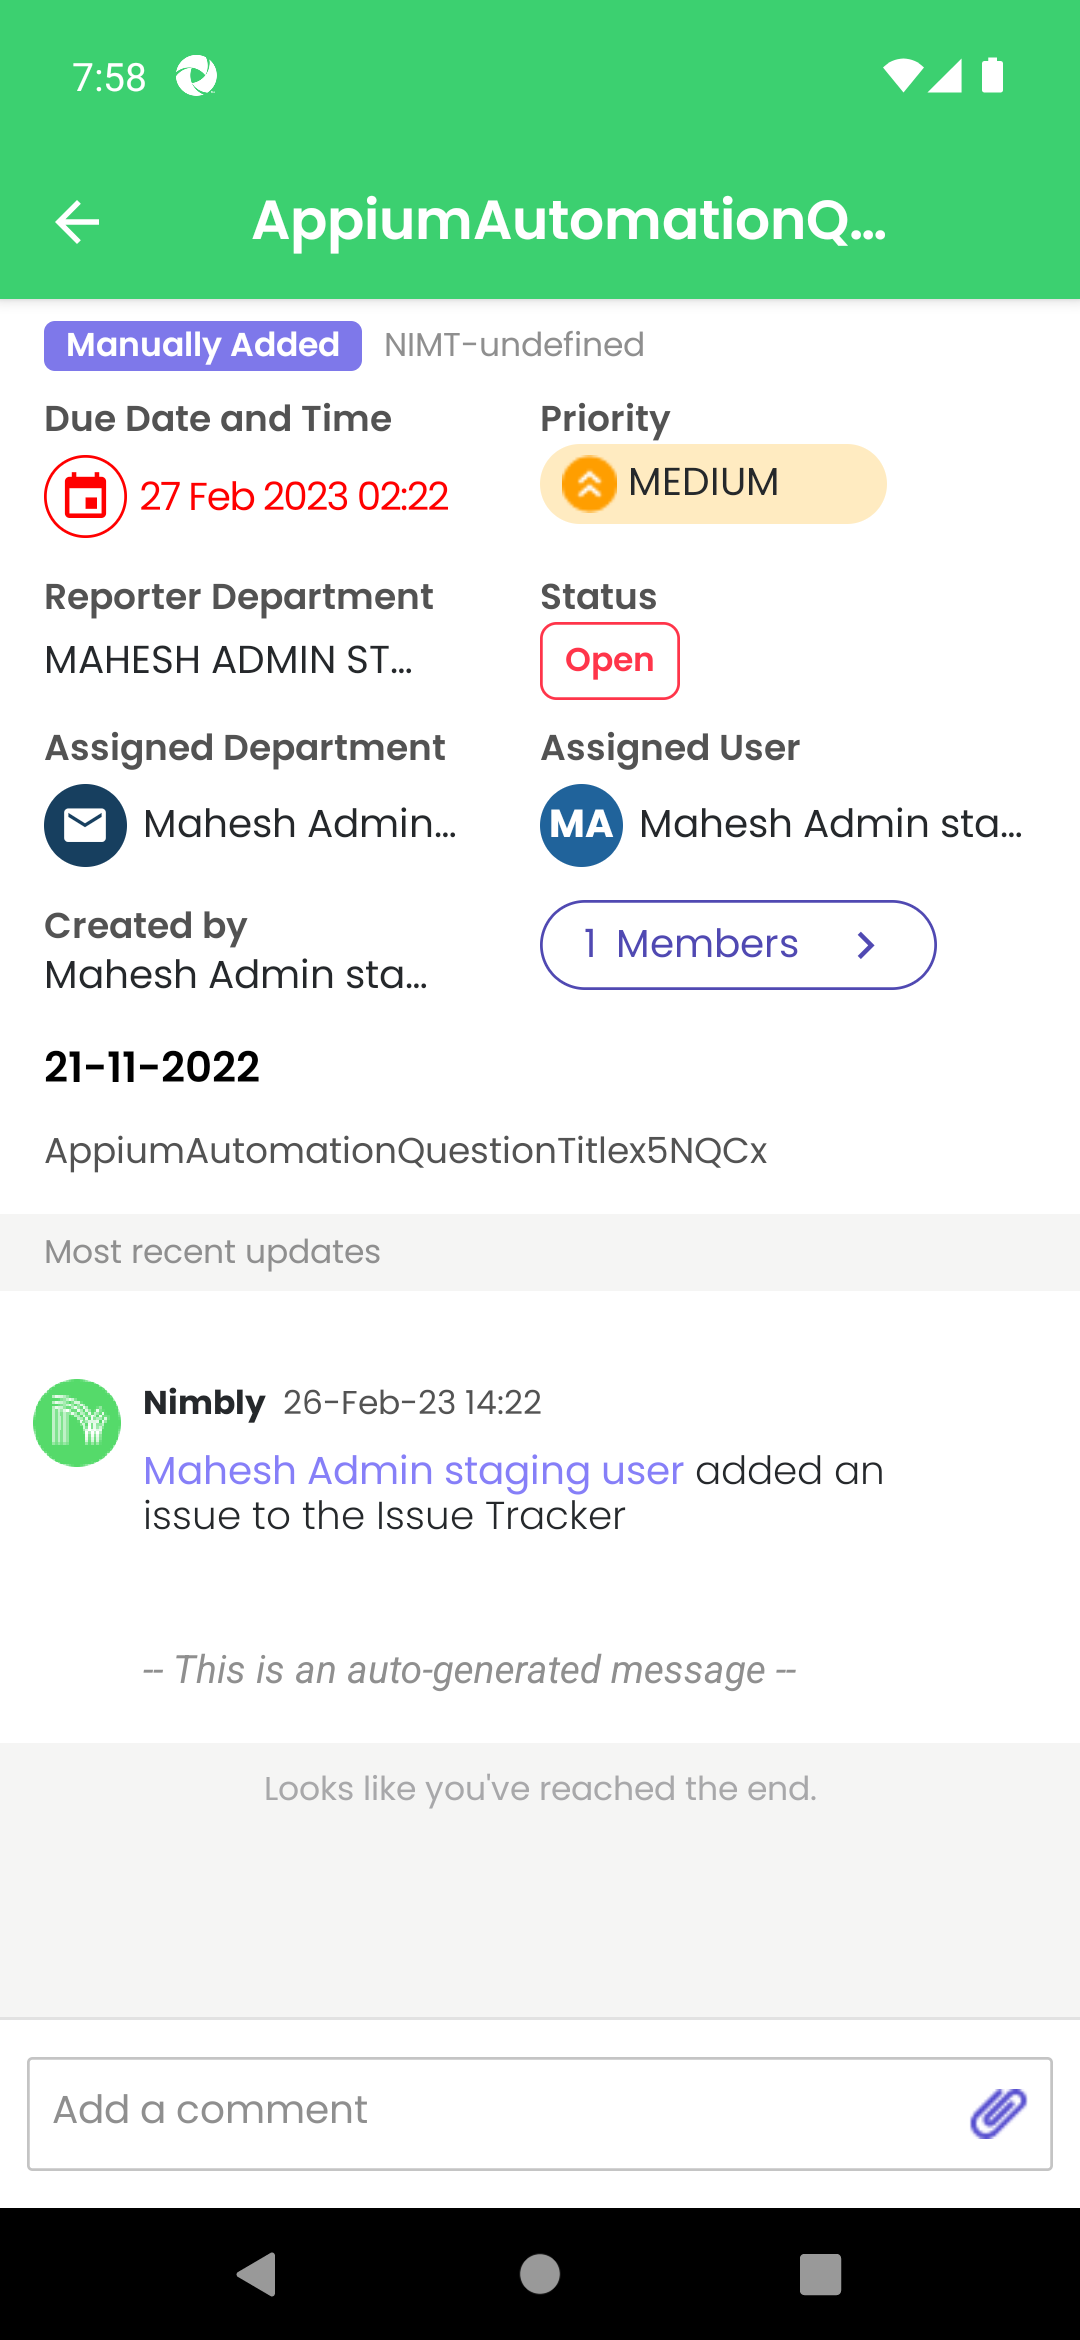 7:58
AppiumAutomationQ...
Manually Added NIMT-undefined
Due Date and Time Priority
27 Feb 2023 02:22 MEDIUM
Reporter Department Status
MAHESH ADMIN ST... Open
Assigned Department Assigned User
Mahesh Admin... MA Mahesh Admin sta...
Created by 1 Members
Mahesh Admin sta...
21-11-2022
AppiumAutomationQuestionTitlex5NQCx
Most recent updates
Nimbly 26-Feb-23 14:22
Mahesh Admin staging user added an
issue to the Issue Tracker
-- This is an auto-generated message --
Looks like you've reached the end.
Add a comment